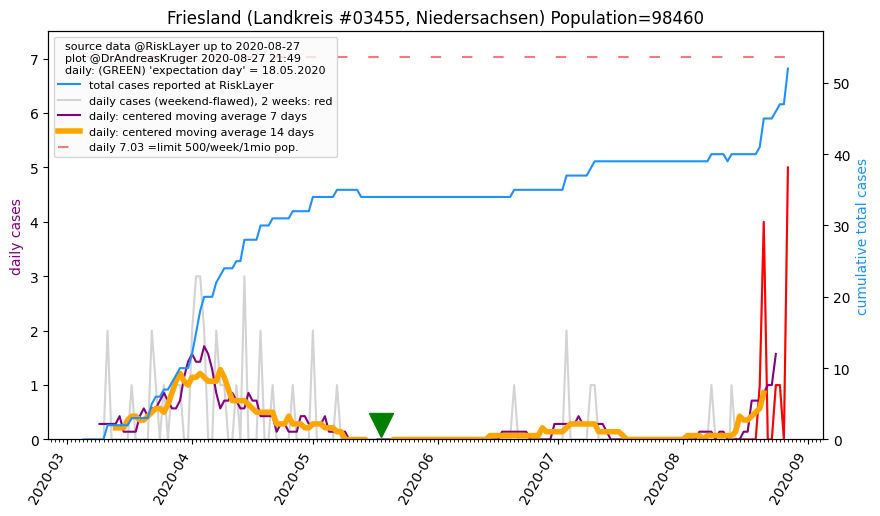 Friesland (Landkreis #03455, Niedersachsen) Population=98460
source data @RiskLayer up to 2020-08-27
plot @DrAndreasKruger 2020-08-27 21:49
daily: (GREEN) 'expectation day' = 18.05.2020
total cases reported at RiskLayer
daily cases (weekend-flawed), 2 weeks: red
daily: centered moving average 7 days
daily: centered moving average 14 days
daily 7.03 =limit 500/week/1mio pop.
daily cases
7
6
5
4
3
2
1
0
cumulative total cases
50
40
30
20
10
0
2020-03
2020-04
2020-05
2020-06
2020-07
2020-08
2020-09